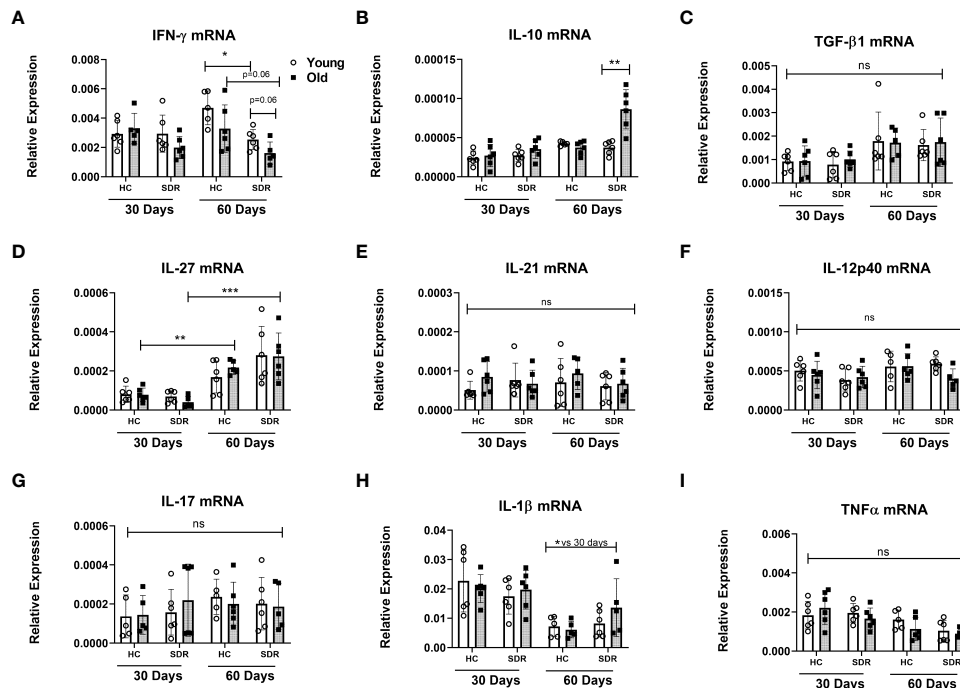 A
IFN-γ mRNA
Relative Expression
0.008
0.006
0.004
0.002
0.000
*
p=0.06
p=0.06
Young
Old
HC
SDR
HC
SDR
30 Days
60 Days
B
IL-10 mRNA
Relative Expression
0.00015
0.00010
0.00005
0.00000
**
HC
SDR
HC
SDR
30 Days
60 Days
C
TGF-β1 mRNA
Relative Expression
0.005
0.004
0.003
0.002
0.001
0.000
ns
HC
SDR
HC
SDR
30 Days
60 Days
D
IL-27 mRNA
Relative Expression
0.0006
0.0004
0.0002
0.0000
***
**
HC
SDR
HC
SDR
30 Days
60 Days
E
IL-21 mRNA
Relative Expression
0.0003
0.0002
0.0001
0.0000
ns
HC
SDR
HC
SDR
30 Days
60 Days
F
IL-12p40 mRNA
Relative Expression
0.0015
0.0010
0.0005
0.0000
ns
HC
SDR
HC
SDR
30 Days
60 Days
G
IL-17 mRNA
Relative Expression
0.0006
0.0004
0.0002
0.0000
ns
HC
SDR
HC
SDR
30 Days
60 Days
H
IL-1β mRNA
Relative Expression
0.04
0.03
0.02
0.01
0.00
* vs 30 days
HC
SDR
HC
SDR
30 Days
60 Days
I
TNFα mRNA
Relative Expression
0.006
0.004
0.002
0.000
ns
HC
SDR
HC
SDR
30 Days
60 Days